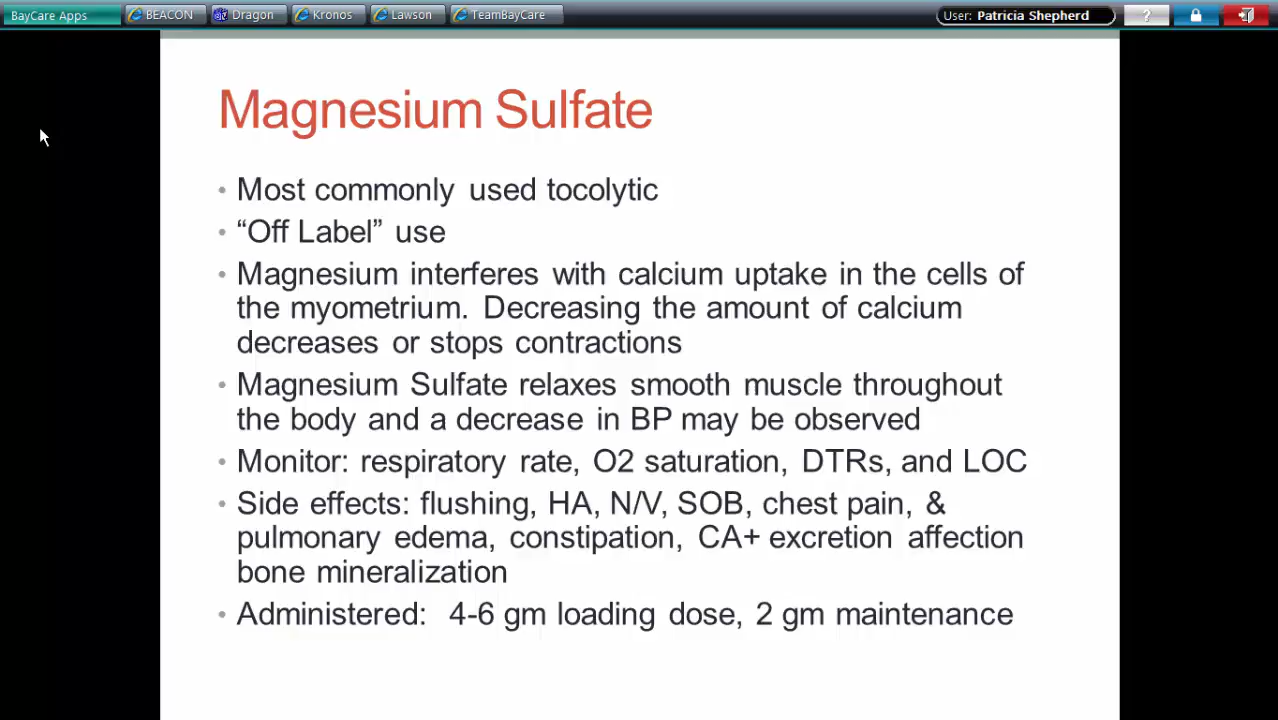 BayCare Apps BEACON Dragon Kronos Lawson TeamBayCare User: Patricia Shepherd ?
Magnesium Sulfate
• Most commonly used tocolytic
• “Off Label” use
• Magnesium interferes with calcium uptake in the cells of
the myometrium. Decreasing the amount of calcium
decreases or stops contractions
• Magnesium Sulfate relaxes smooth muscle throughout
the body and a decrease in BP may be observed
• Monitor: respiratory rate, O2 saturation, DTRs, and LOC
• Side effects: flushing, HA, N/V, SOB, chest pain, &
pulmonary edema, constipation, CA+ excretion affection
bone mineralization
• Administered: 4-6 gm loading dose, 2 gm maintenance